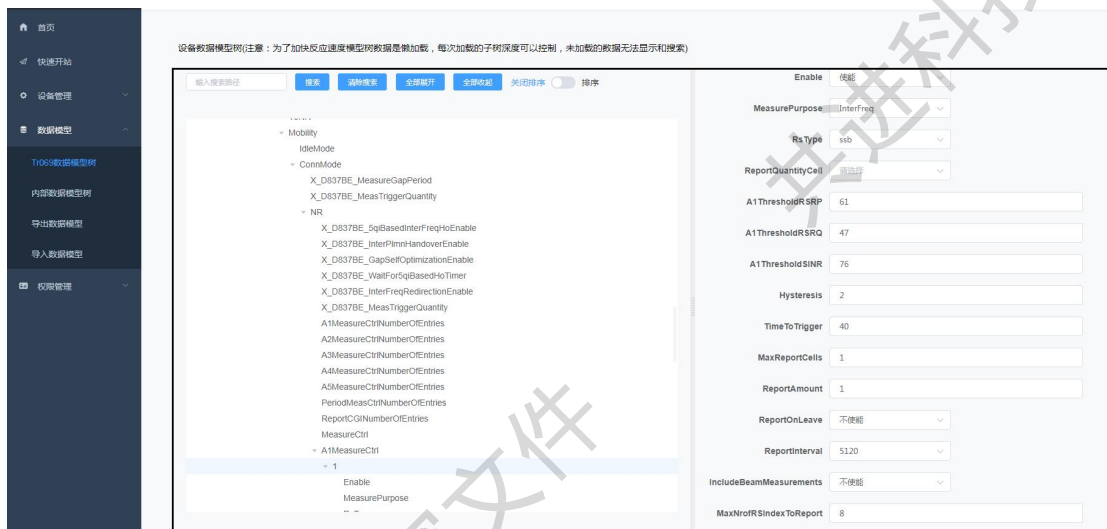 首页
快速开站
设备管理
数据模型
Tr069数据模型树
内部数据模型树
导出数据模型
导入数据模型
权限管理
设备数据模型树(注意：为了加快反应速度模型树数据是懒加载，每次加载的子树深度可以控制，未加载的数据无法显示和搜索)
输入搜索路径 搜索 清除搜索 全部展开 全部收起 关闭排序 排序
Mobility
IdleMode
ConnMode
X_D837BE_MeasureGapPeriod
X_D837BE_MeasTriggerQuantity
NR
X_D837BE_5qiBasedInterFreqHoEnable
X_D837BE_InterPlmnHandoverEnable
X_D837BE_GapSelfOptimizationEnable
X_D837BE_WaitFor5qiBasedHoTimer
X_D837BE_InterFreqRedirectionEnable
X_D837BE_MeasTriggerQuantity
A1MeasureCtrlNumberOfEntries
A2MeasureCtrlNumberOfEntries
A3MeasureCtrlNumberOfEntries
A4MeasureCtrlNumberOfEntries
A5MeasureCtrlNumberOfEntries
PeriodMeasCtrlNumberOfEntries
ReportCGINumberOfEntries
MeasureCtrl
A1MeasureCtrl
1
Enable
MeasurePurpose
Enable 使能
MeasurePurpose InterFreq
RsType ssb
ReportQuantityCell 请选择
A1ThresholdRSRP 61
A1ThresholdRSRQ 47
A1ThresholdSINR 76
Hysteresis 2
TimeToTrigger 40
MaxReportCells 1
ReportAmount 1
ReportOnLeave 不使能
ReportInterval 5120
IncludeBeamMeasurements 不使能
MaxNrofRSIndexToReport 8
共进科技
文件